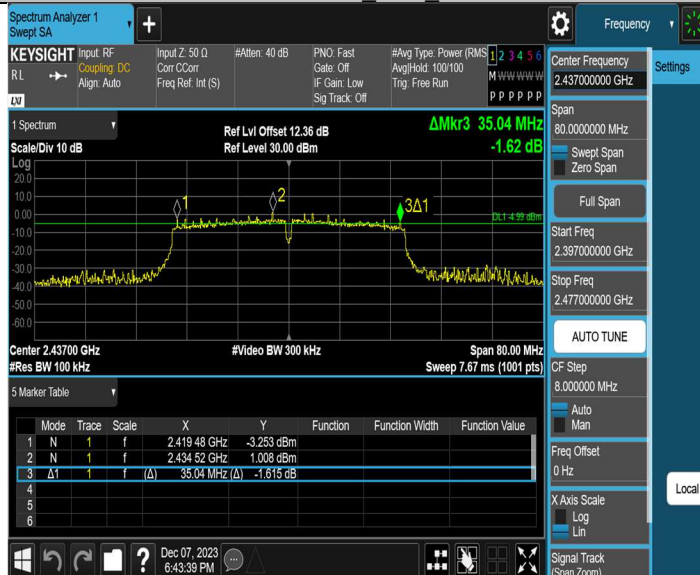 Spectrum Analyzer 1
Swept SA
Frequency
KEYSIGHT
RL
LXI
Input: RF
Coupling: DC
Align: Auto
Input Z: 50 Ω
Corr CCorr
Freq Ref: Int (S)
#Atten: 40 dB
PNO: Fast
Gate: Off
IF Gain: Low
Sig Track: Off
#Avg Type: Power (RMS
Avg|Hold: 100/100
Trig: Free Run
1 2 3 4 5 6
M W W W W W
P P P P P P
1 Spectrum
Scale/Div 10 dB
Ref Lvl Offset 12.36 dB
Ref Level 30.00 dBm
ΔMkr3 35.04 MHz
-1.62 dB
Log
20.0
10.0
0.00
-10.0
-20.0
-30.0
-40.0
-50.0
-60.0
1
2
3Δ1
DL1 -4.99 dBm
Center 2.43700 GHz
#Video BW 300 kHz
Span 80.00 MHz
#Res BW 100 kHz
Sweep 7.67 ms (1001 pts)
5 Marker Table
Mode Trace Scale X Y Function Function Width Function Value
1 N 1 f 2.419 48 GHz -3.253 dBm
2 N 1 f 2.434 52 GHz 1.008 dBm
3 Δ1 1 f (Δ) 35.04 MHz (Δ) -1.615 dB
4
5
6
?
Dec 07, 2023
6:43:39 PM
Center Frequency
2.437000000 GHz
Span
80.0000000 MHz
Swept Span
Zero Span
Full Span
Start Freq
2.397000000 GHz
Stop Freq
2.477000000 GHz
AUTO TUNE
CF Step
8.000000 MHz
Auto
Man
Freq Offset
0 Hz
X Axis Scale
Log
Lin
Signal Track
(Span Zoom)
Settings
Local